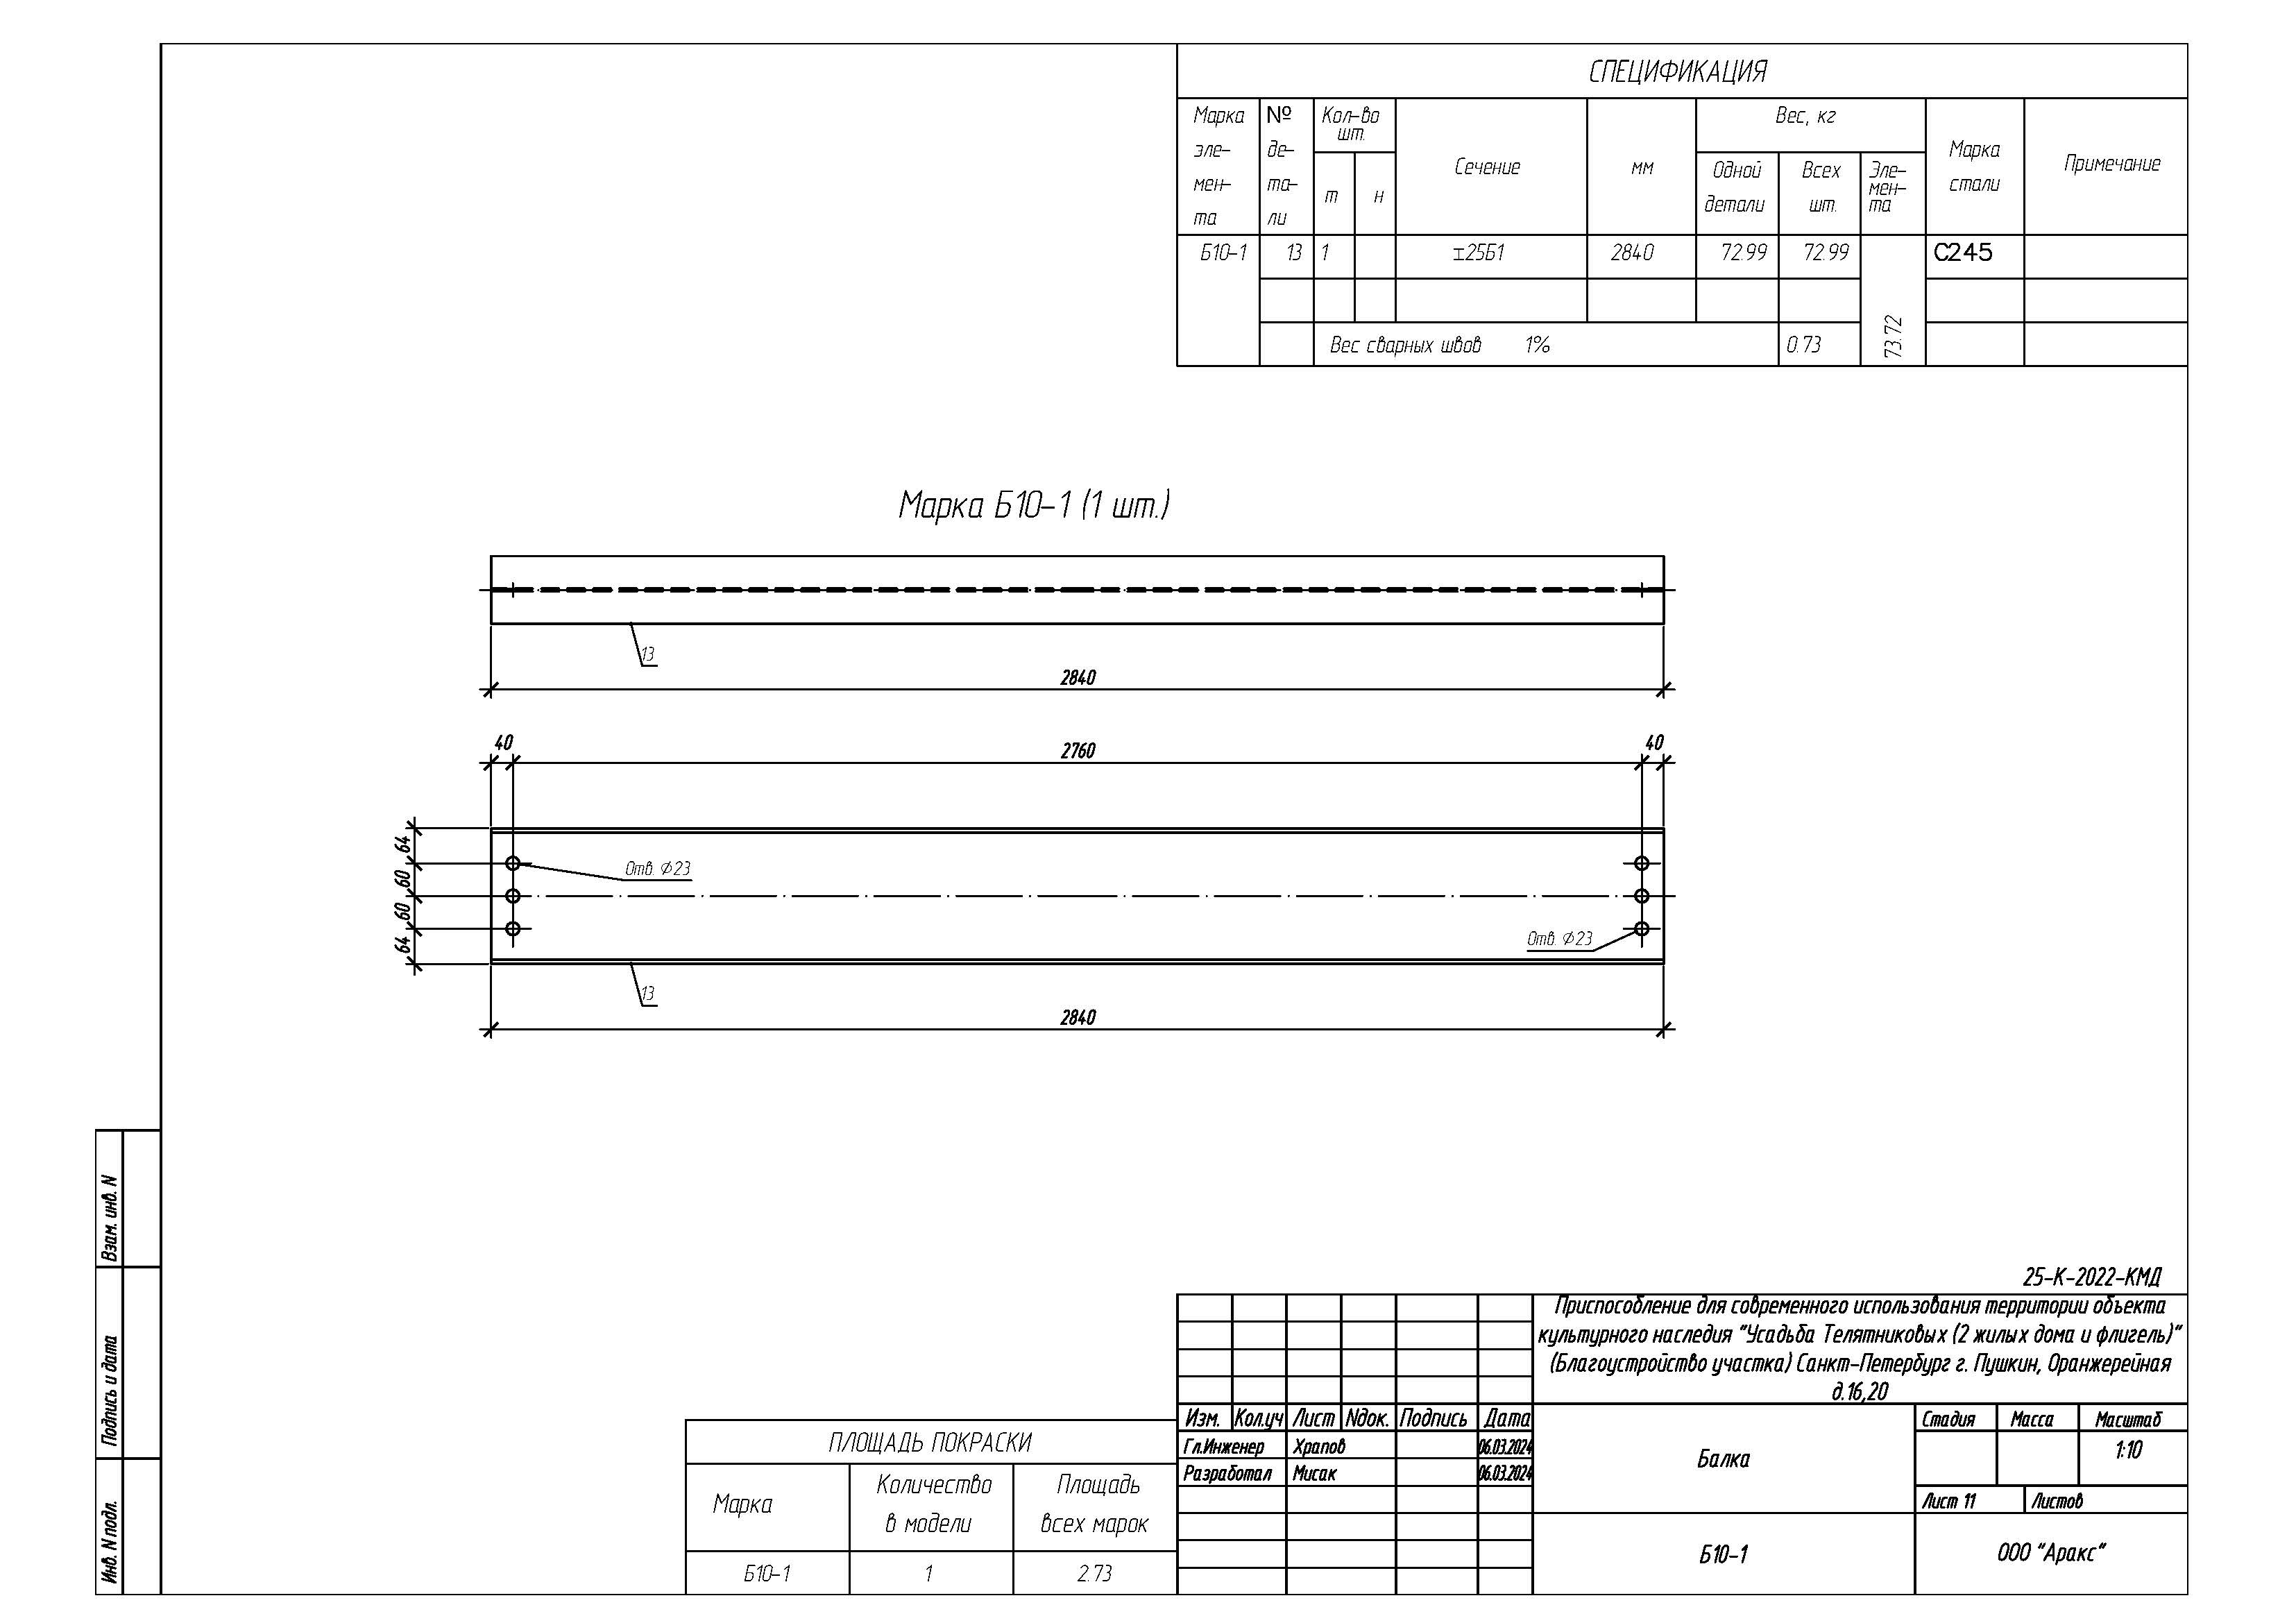 СПЕЦИФИКАЦИЯ
Марка эле- мен- та
№ де- та- ли
Кол-во шт.
т н
Сечение
мм
Вес, кг
Одной детали
Всех шт.
Эле- мен- та
Марка стали
Примечание
Б10-1 13 1 ⌶25Б1 2840 72.99 72.99 73.72 С245
Вес сварных швов 1% 0.73
Марка Б10-1 (1 шт.)
13
2840
40 2760 40
64
60
60
64
Отв. ∅23
Отв. ∅23
13
2840
Взам. инв. N
Подпись и дата
Инв. N подл.
25-К-2022-КМД
Приспособление для современного использования территории объекта
культурного наследия "Усадьба Телятниковых (2 жилых дома и флигель)"
(Благоустройство участка) Санкт-Петербург г. Пушкин, Оранжерейная
д.16,20
Изм. Кол.уч Лист Nдок. Подпись Дата
Гл.Инженер Храпов 06.03.2024
Разработал Мисак 06.03.2024
Балка
Стадия Масса Масштаб
1:10
Лист 11 Листов
Б10-1
ООО "Аракс"
ПЛОЩАДЬ ПОКРАСКИ
Марка
Количество в модели
Площадь всех марок
Б10-1 1 2.73